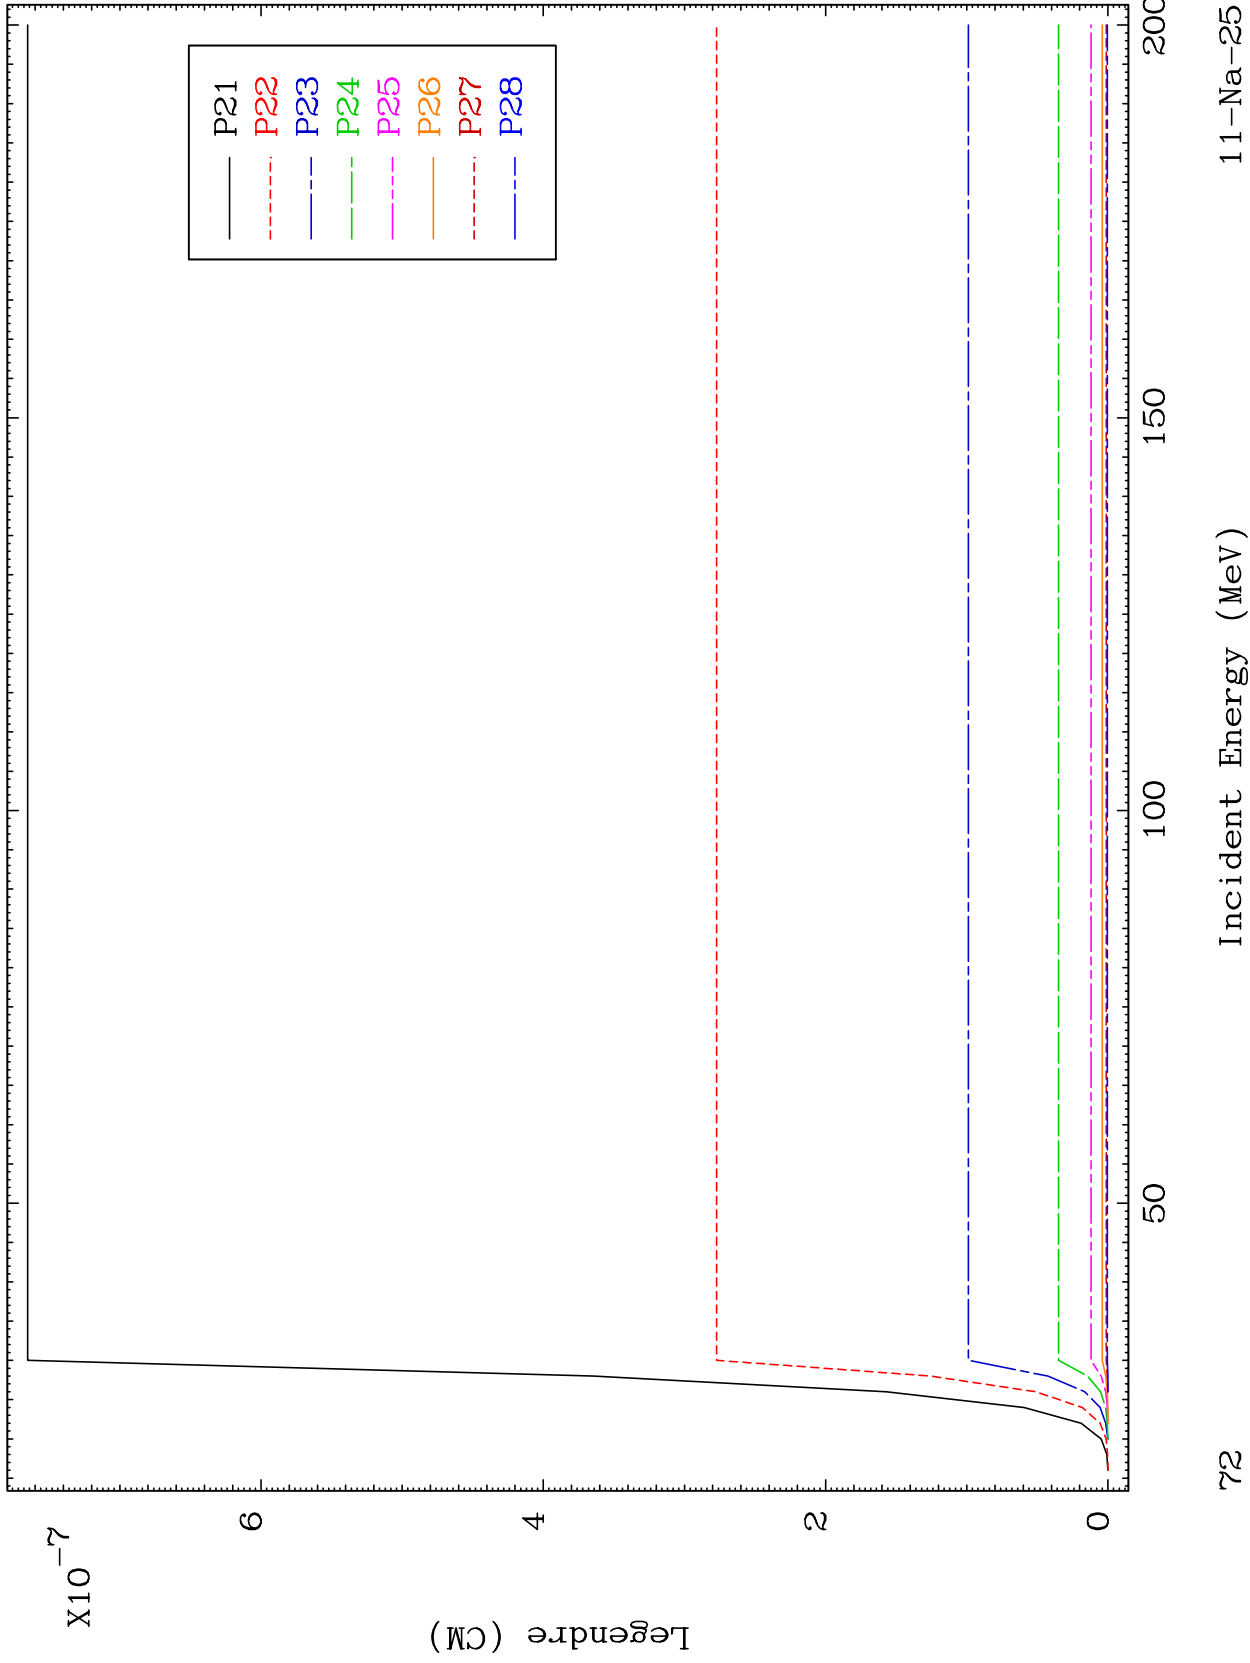 X10-7
Legendre (CM)
6
4
2
0
P21
P22
P23
P24
P25
P26
P27
P28
50
100
150
200
Incident Energy (MeV)
72
11-Na-25